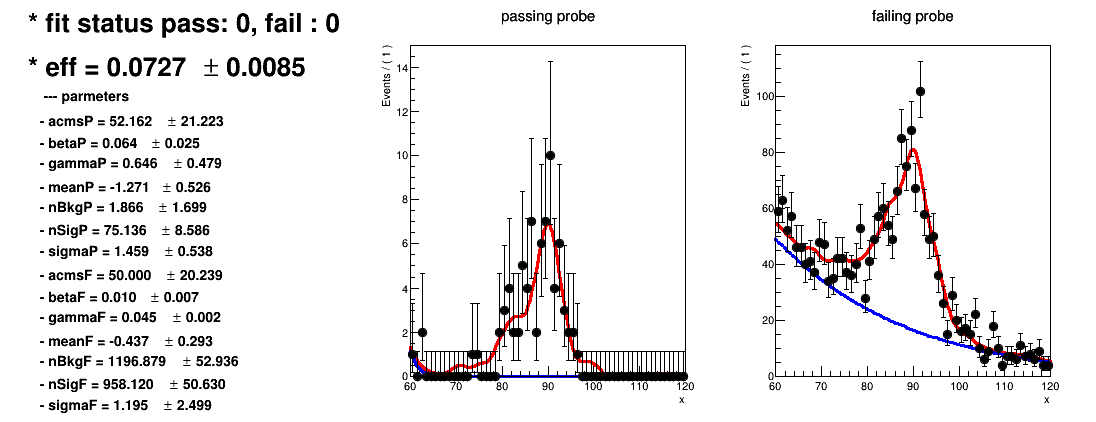 * fit status pass: 0, fail : 0
* eff = 0.0727 ± 0.0085
--- parmeters
- acmsP = 52.162 ± 21.223
- betaP = 0.064 ± 0.025
- gammaP = 0.646 ± 0.479
- meanP = -1.271 ± 0.526
- nBkgP = 1.866 ± 1.699
- nSigP = 75.136 ± 8.586
- sigmaP = 1.459 ± 0.538
- acmsF = 50.000 ± 20.239
- betaF = 0.010 ± 0.007
- gammaF = 0.045 ± 0.002
- meanF = -0.437 ± 0.293
- nBkgF = 1196.879 ± 52.936
- nSigF = 958.120 ± 50.630
- sigmaF = 1.195 ± 2.499
passing probe
Events / ( 1 )
14
12
10
8
6
4
2
0
60 70 80 90 100 110 120
x
failing probe
Events / ( 1 )
100
80
60
40
20
0
60 70 80 90 100 110 120
x